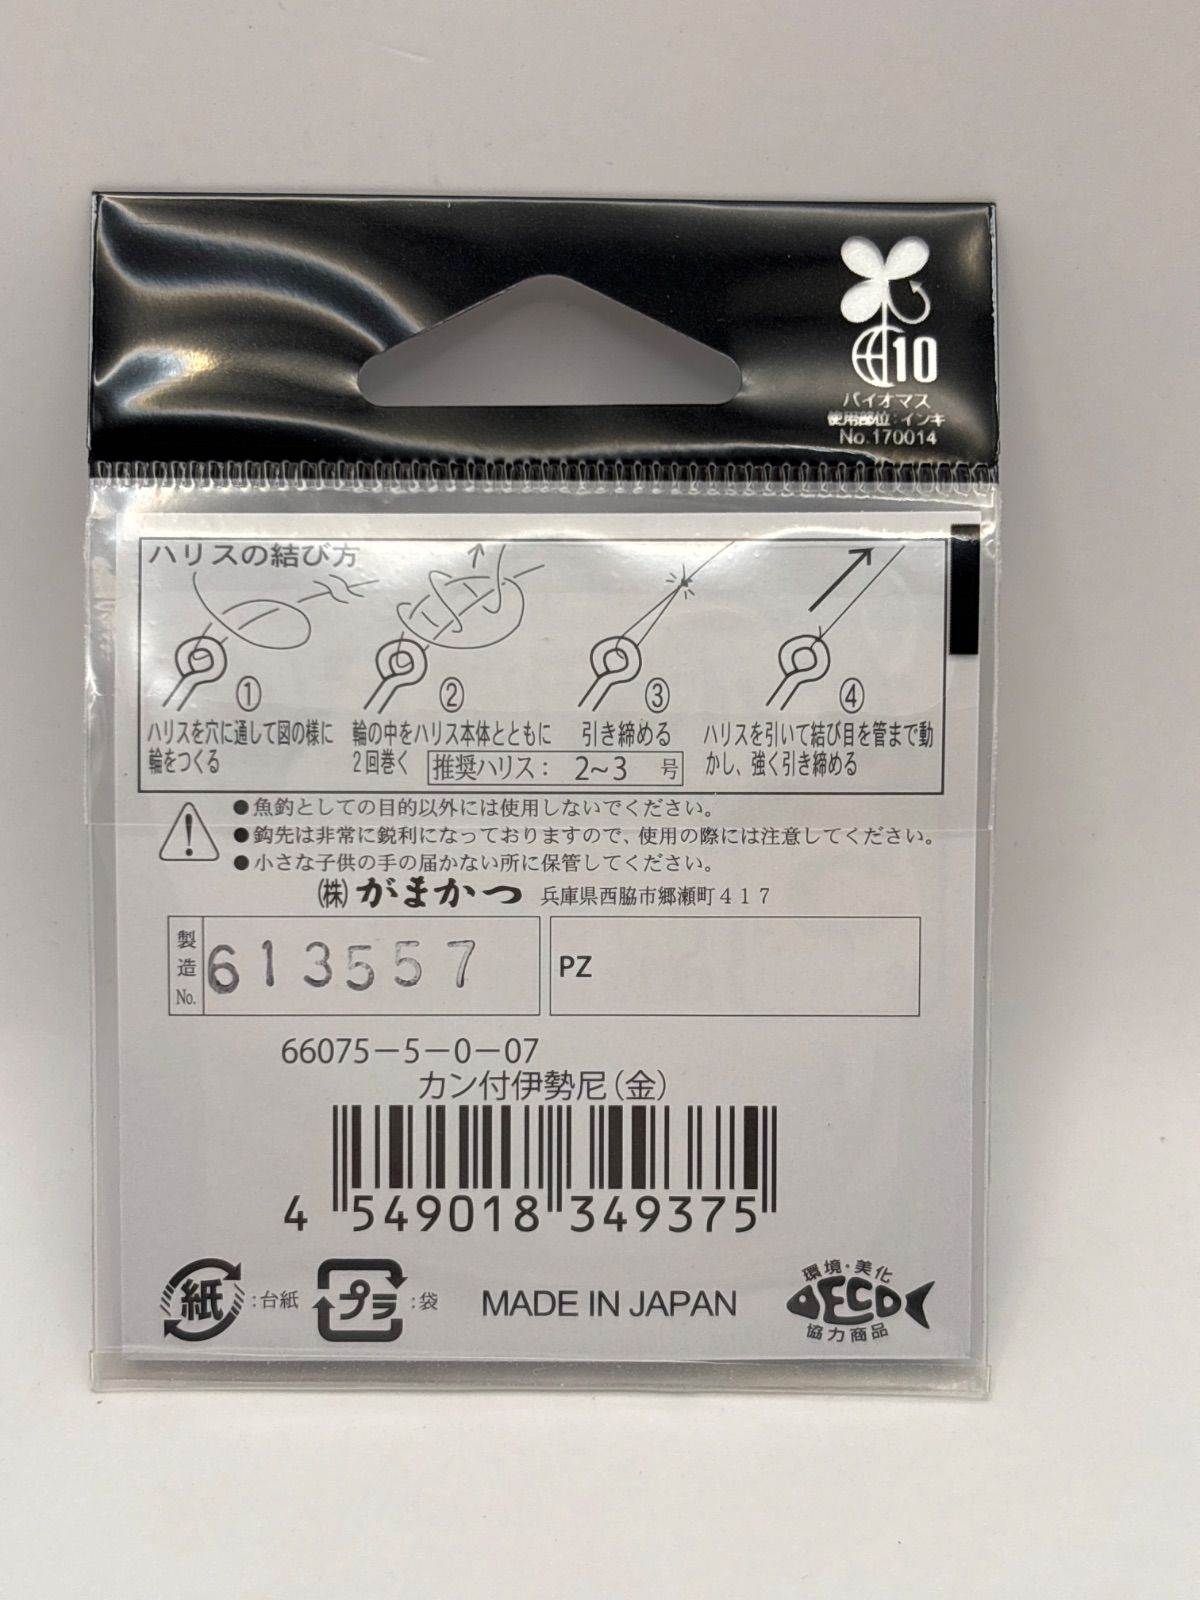 10
バイオマス
使用部位:インキ
No.170014
ハリスの結び方
①
ハリスを穴に通して図の様に
輪をつくる
②
輪の中をハリス本体とともに
2回巻く
③
引き締める
推奨ハリス: 2~3 号
④
ハリスを引いて結び目を管まで動
かし、強く引き締める
●魚釣としての目的以外には使用しないでください。
●鈎先は非常に鋭利になっておりますので、使用の際には注意してください。
●小さな子供の手の届かない所に保管してください。
(株)がまかつ 兵庫県西脇市郷瀬町417
製造No. 613557
PZ
66075-5-0-07
カン付伊勢尼(金)
4 549018 349375
紙:台紙
プラ:袋
MADE IN JAPAN
環境・美化
ECO
協力商品